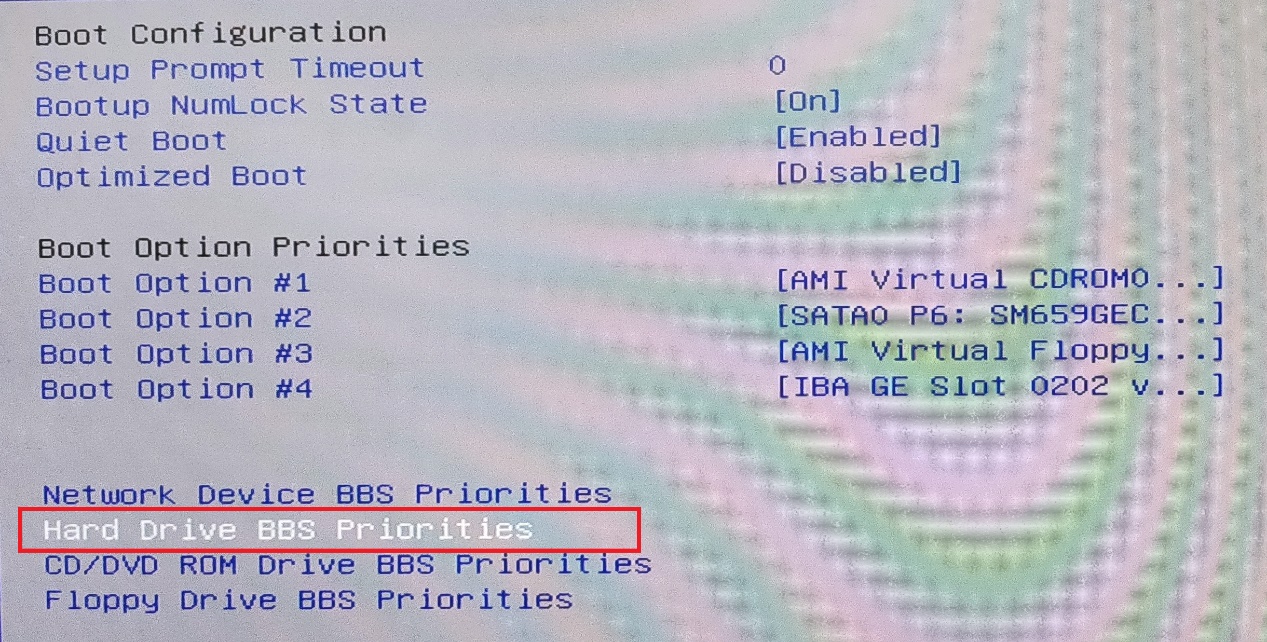 Boot Configuration
Setup Prompt Timeout 0
Bootup NumLock State [On]
Quiet Boot [Enabled]
Optimized Boot [Disabled]
Boot Option Priorities
Boot Option #1 [AMI Virtual CDROM0...]
Boot Option #2 [SATA0 P6: SM659GEC...]
Boot Option #3 [AMI Virtual Floppy...]
Boot Option #4 [IBA GE Slot 0202 v...]
Network Device BBS Priorities
Hard Drive BBS Priorities
CD/DVD ROM Drive BBS Priorities
Floppy Drive BBS Priorities